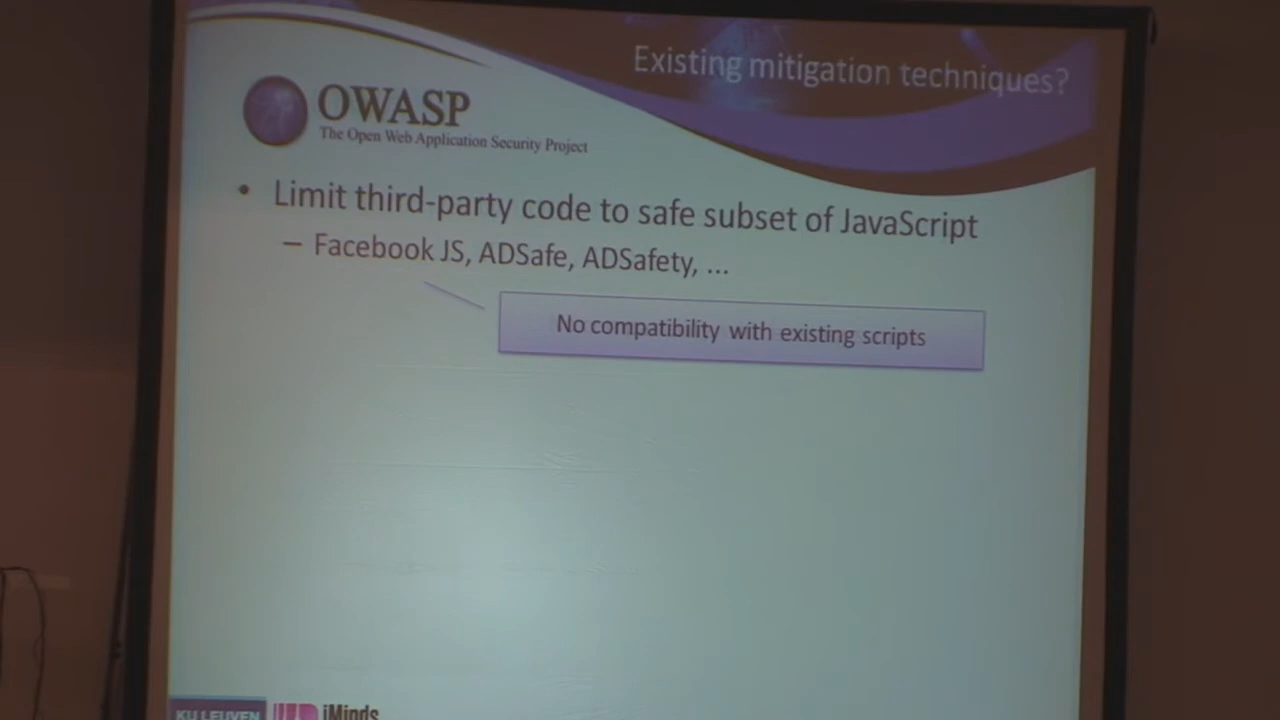 Existing mitigation techniques?
OWASP
The Open Web Application Security Project
• Limit third-party code to safe subset of JavaScript
– Facebook JS, ADSafe, ADSafety, ...
No compatibility with existing scripts
KU LEUVEN
iMinds